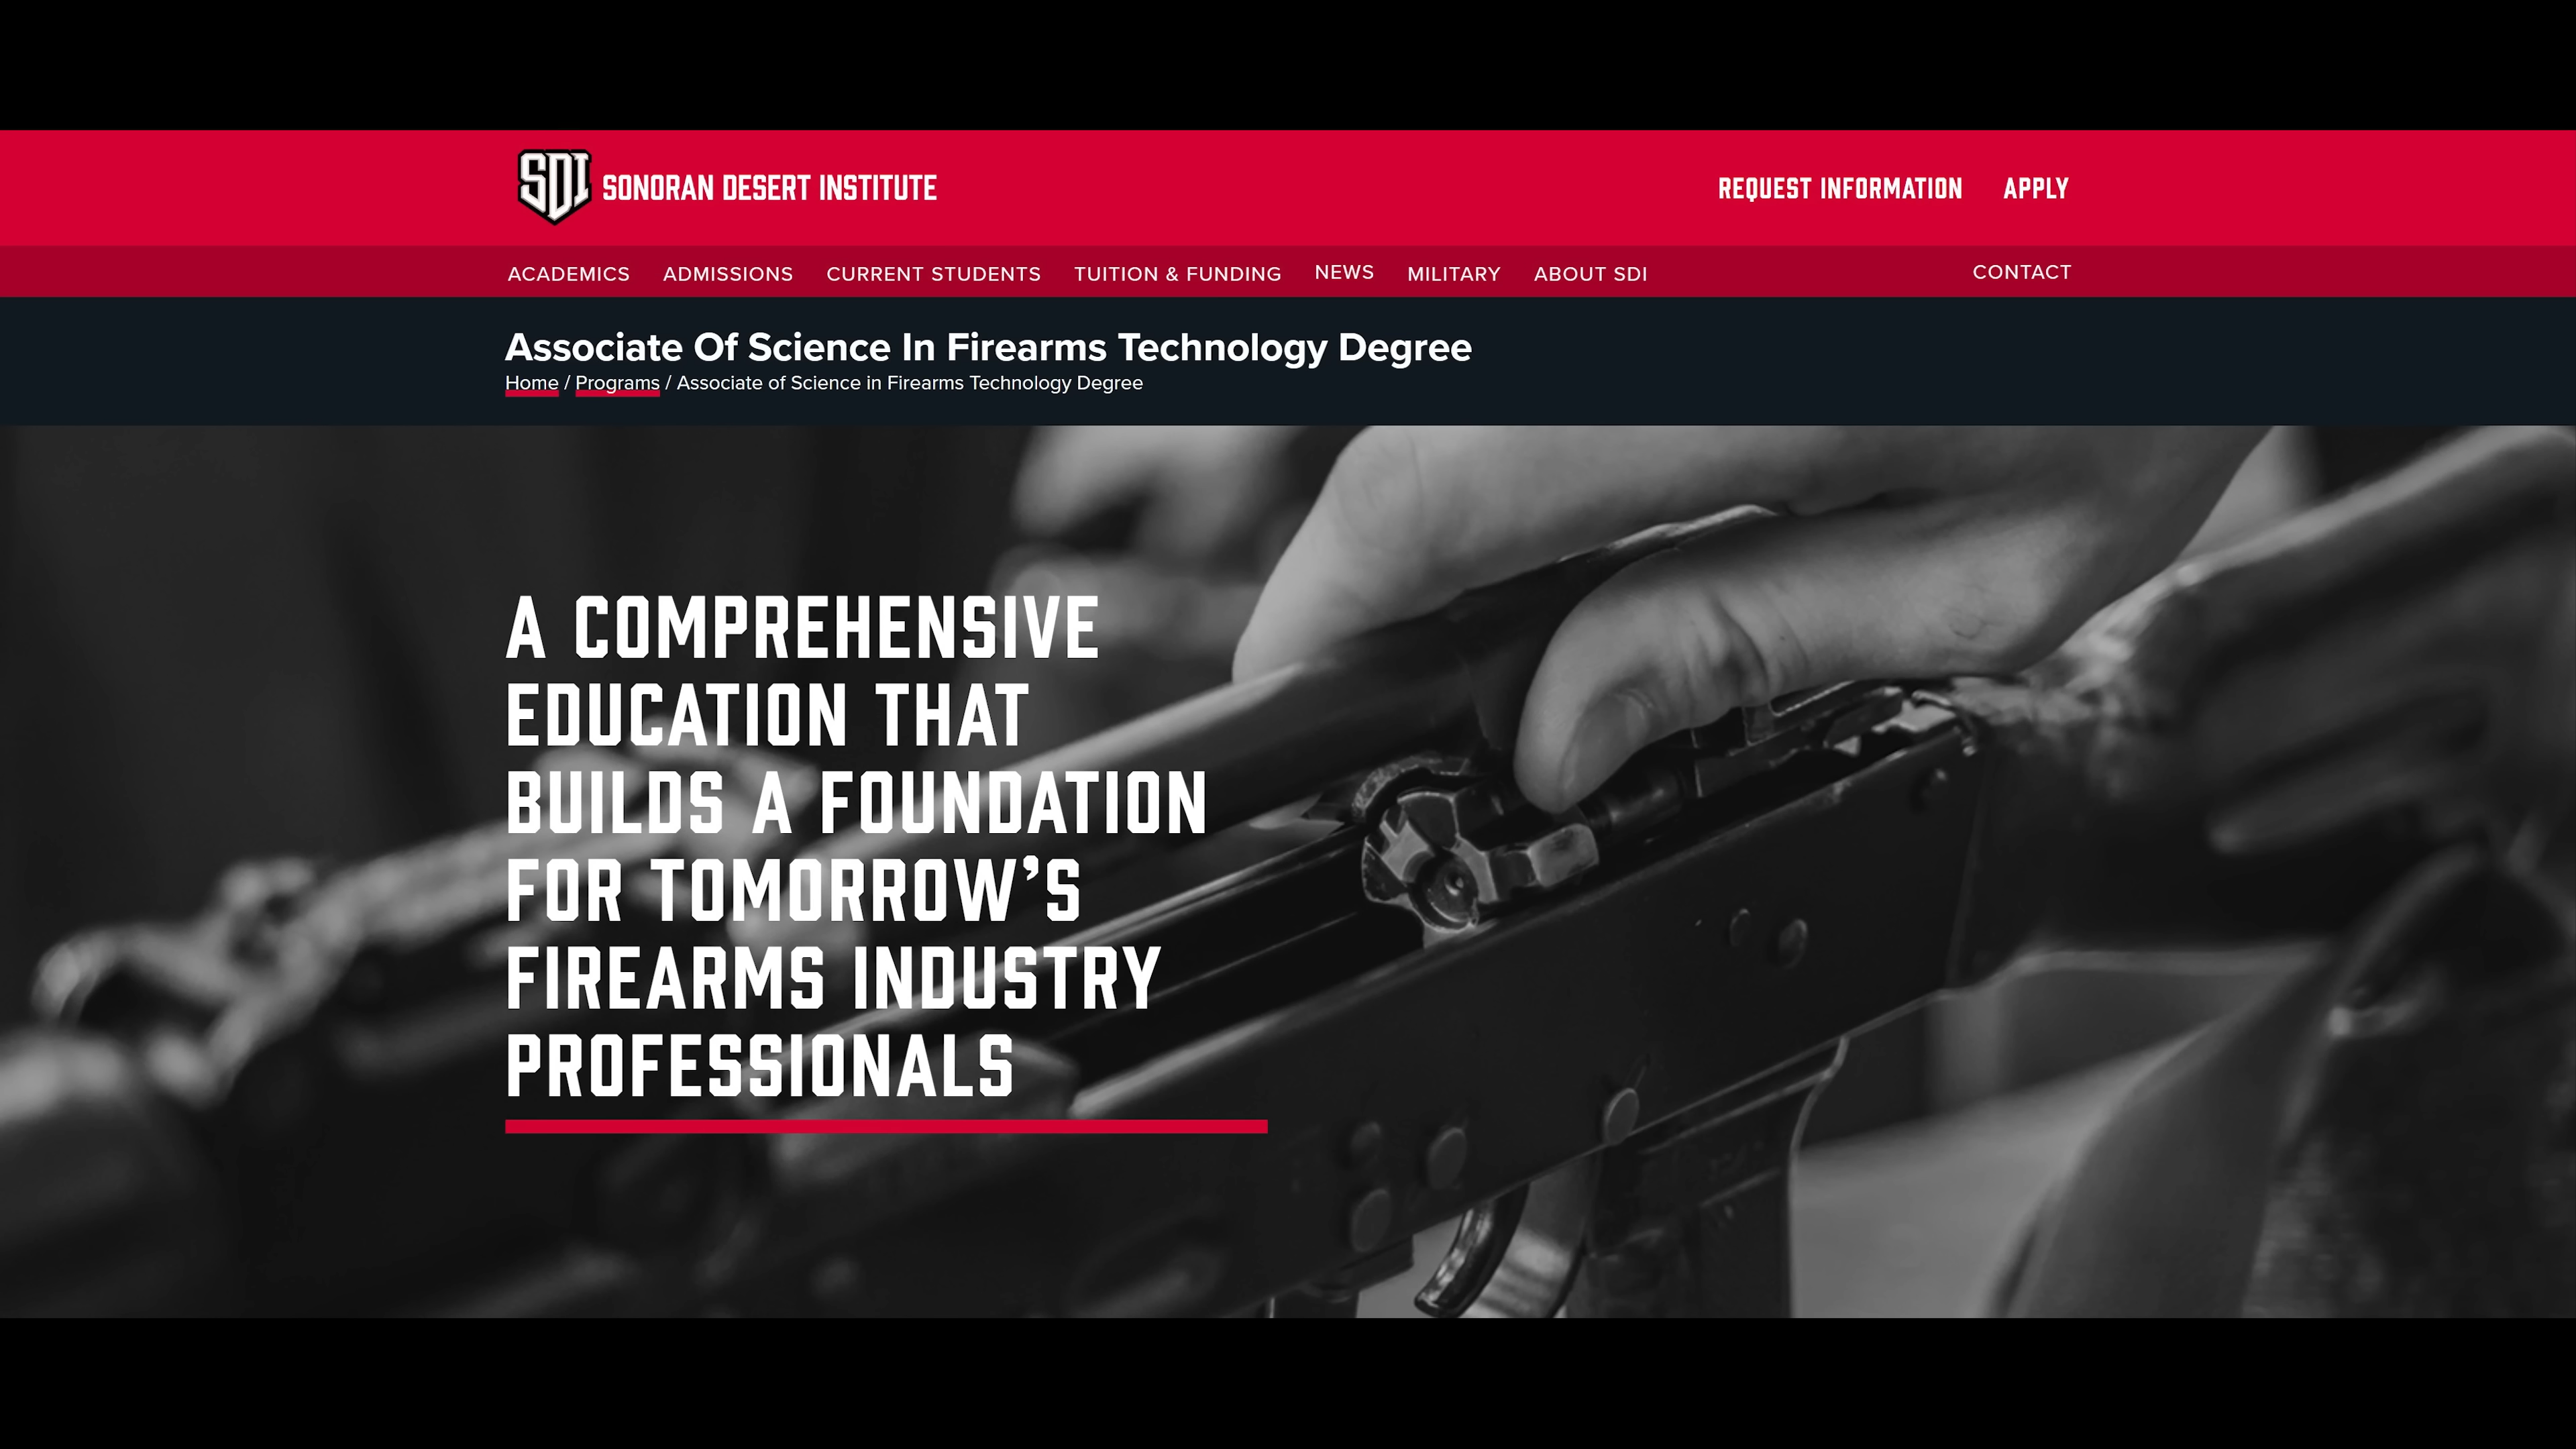 SDI SONORAN DESERT INSTITUTE
REQUEST INFORMATION APPLY
ACADEMICS ADMISSIONS CURRENT STUDENTS TUITION & FUNDING NEWS MILITARY ABOUT SDI CONTACT
Associate Of Science In Firearms Technology Degree
Home / Programs / Associate of Science in Firearms Technology Degree
A COMPREHENSIVE
EDUCATION THAT
BUILDS A FOUNDATION
FOR TOMORROW’S
FIREARMS INDUSTRY
PROFESSIONALS